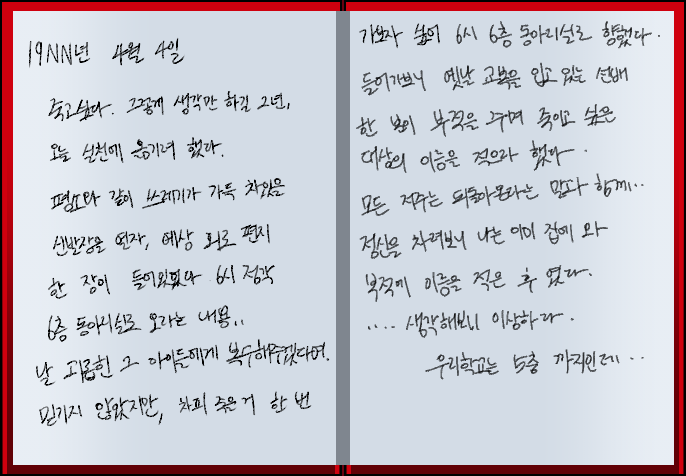 19NN년 4월 4일
죽고싶다. 그렇게 생각만 하길 2년,
오늘 실천에 옮기려 했다.
평소와 같이 쓰레기가 가득 차있을
신발장을 열자, 예상 외로 편지
한 장이 들어있었다 6시 정각
6층 동아리실로 오라는 내용..
날 괴롭힌 그 아이들에게 복수해주겠다며.
믿기지 않았지만, 차피 죽은거 한 번
가보자 싶어 6시 6층 동아리실로 향했다.
들어가보니 옛날 교복을 입고 있는 선배
한 분이 부적을 주며 죽이고 싶은
대상의 이름을 적으라 했다.
모든 저주는 되돌아온다는 말과 함께..
정신을 차려보니 나는 이미 집에 와
부적에 이름을 적은 후 였다.
.... 생각해보니 이상하다.
우리학교는 5층 까지인데..